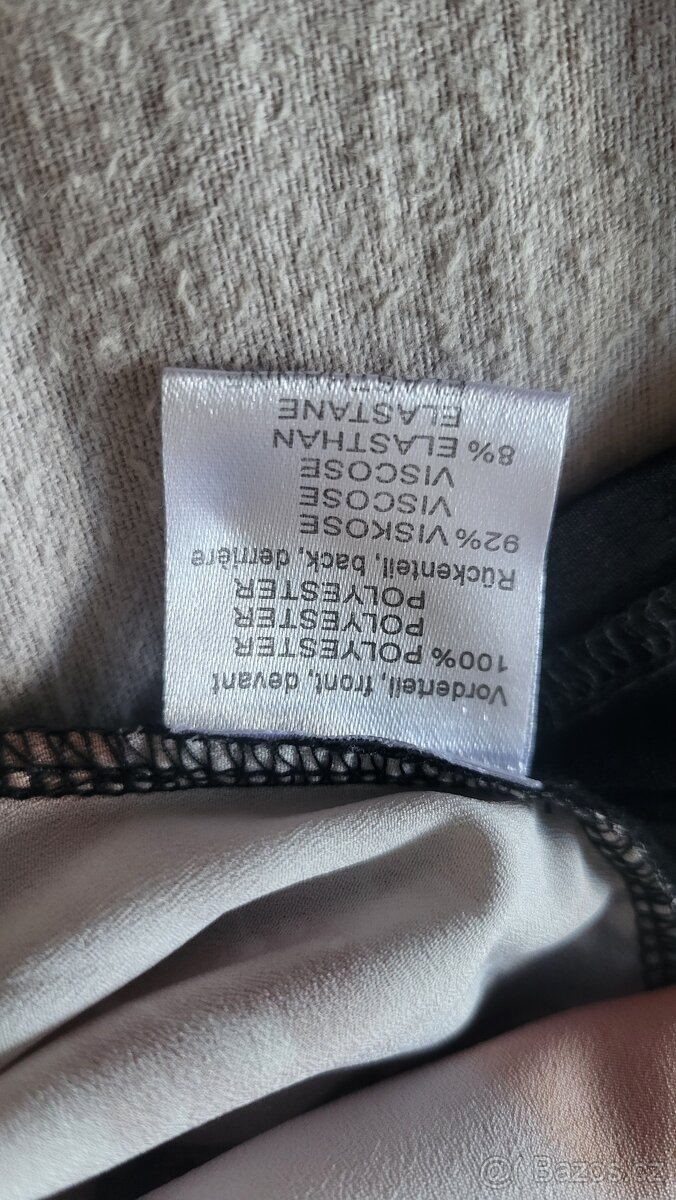 Vorderteil, front, devant
100% POLYESTER
POLYESTER
POLYESTER
Rückenteil, back, derrière
92% VISKOSE
VISCOSE
VISCOSE
8% ELASTHAN
ELASTANE
© Bazos.cz